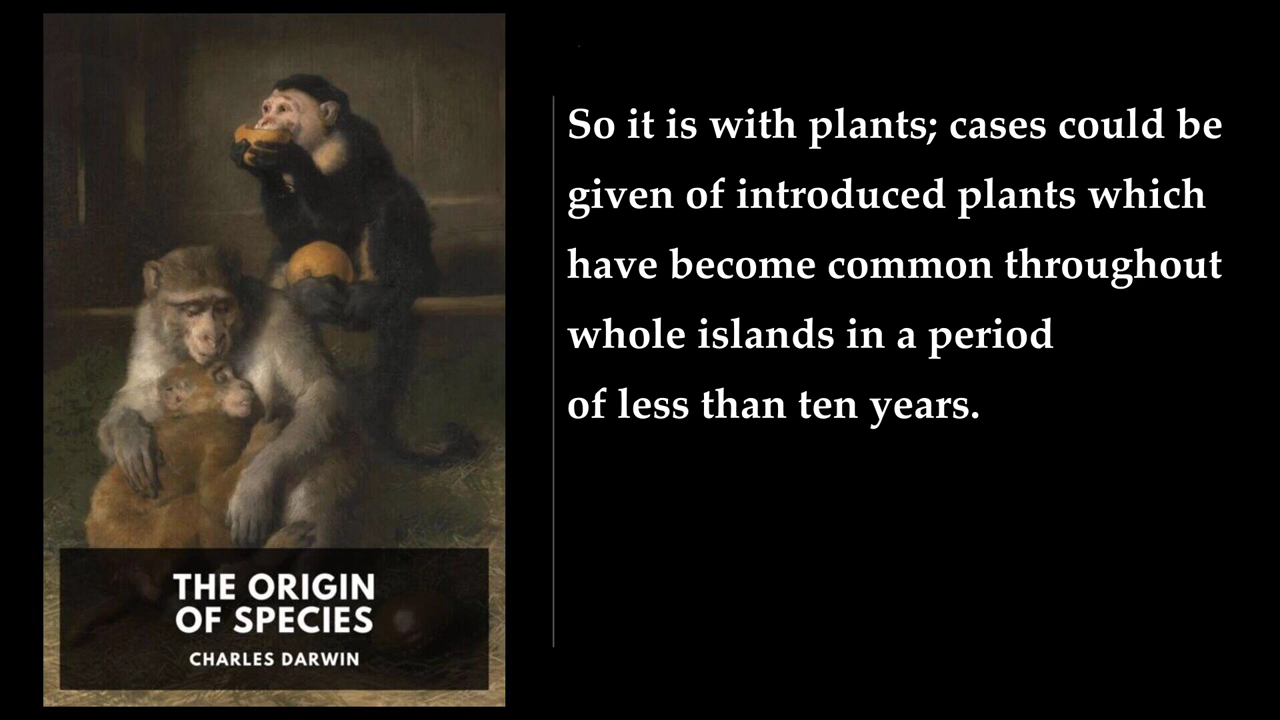 THE ORIGIN
OF SPECIES
CHARLES DARWIN
So it is with plants; cases could be
given of introduced plants which
have become common throughout
whole islands in a period
of less than ten years.